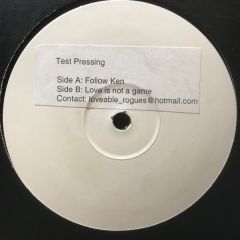 Test Pressing
Side A: Follow Ken
Side B: Love is not a game
Contact: loveable_rogues@hotmail.com